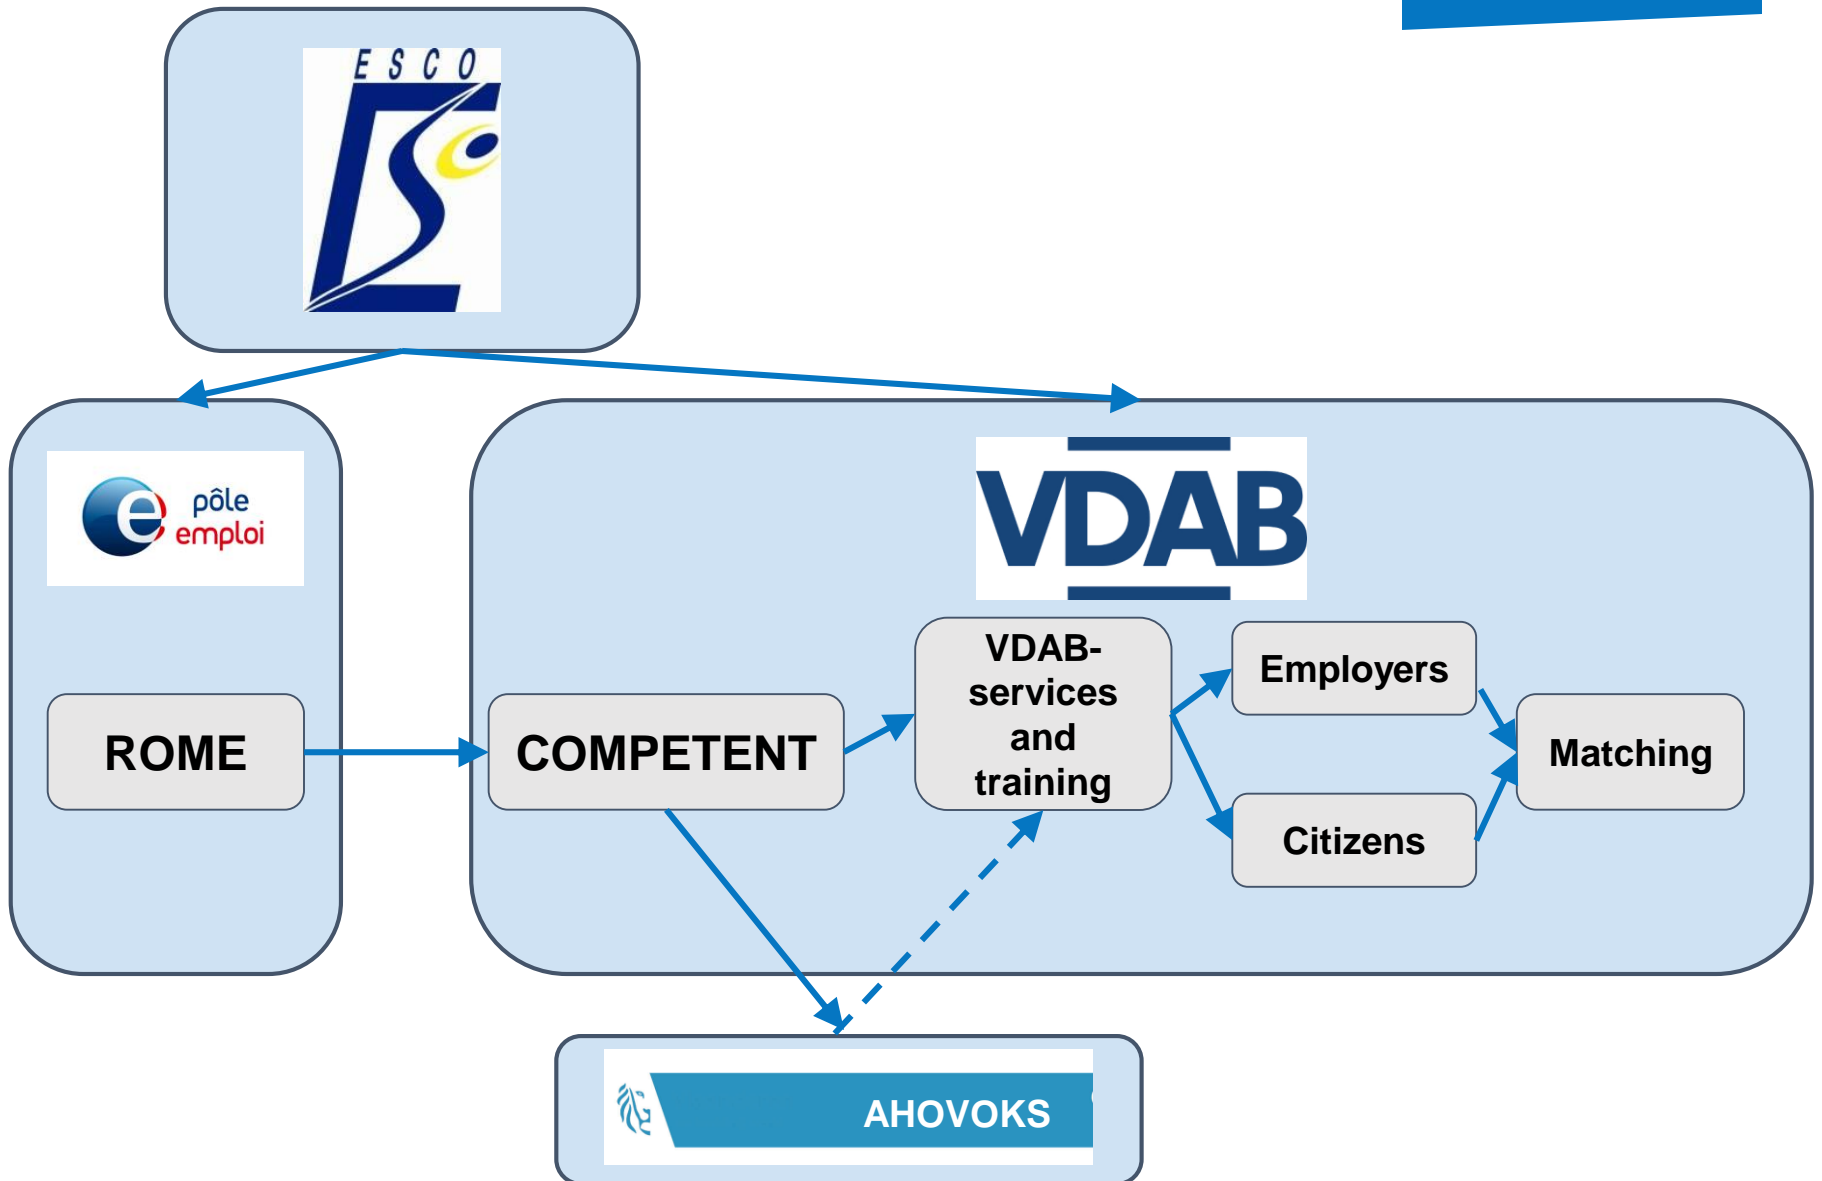 ESCO
pôle
emploi
VDAB
ROME
COMPETENT
VDAB-
services
and
training
Employers
Citizens
Matching
AHOVOKS